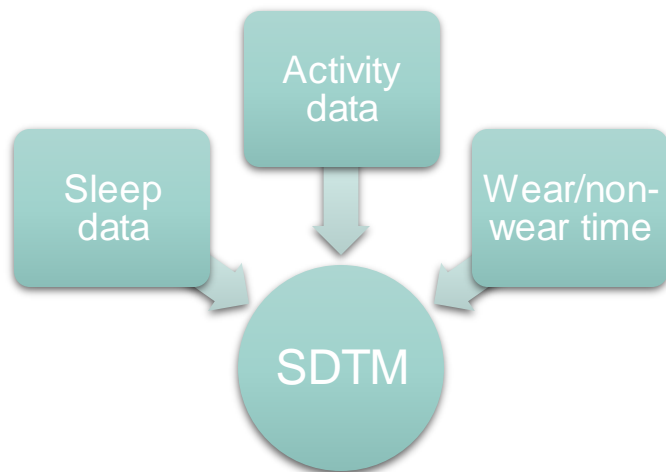 Activity
data
Sleep
data
Wear/non-
wear time
SDTM